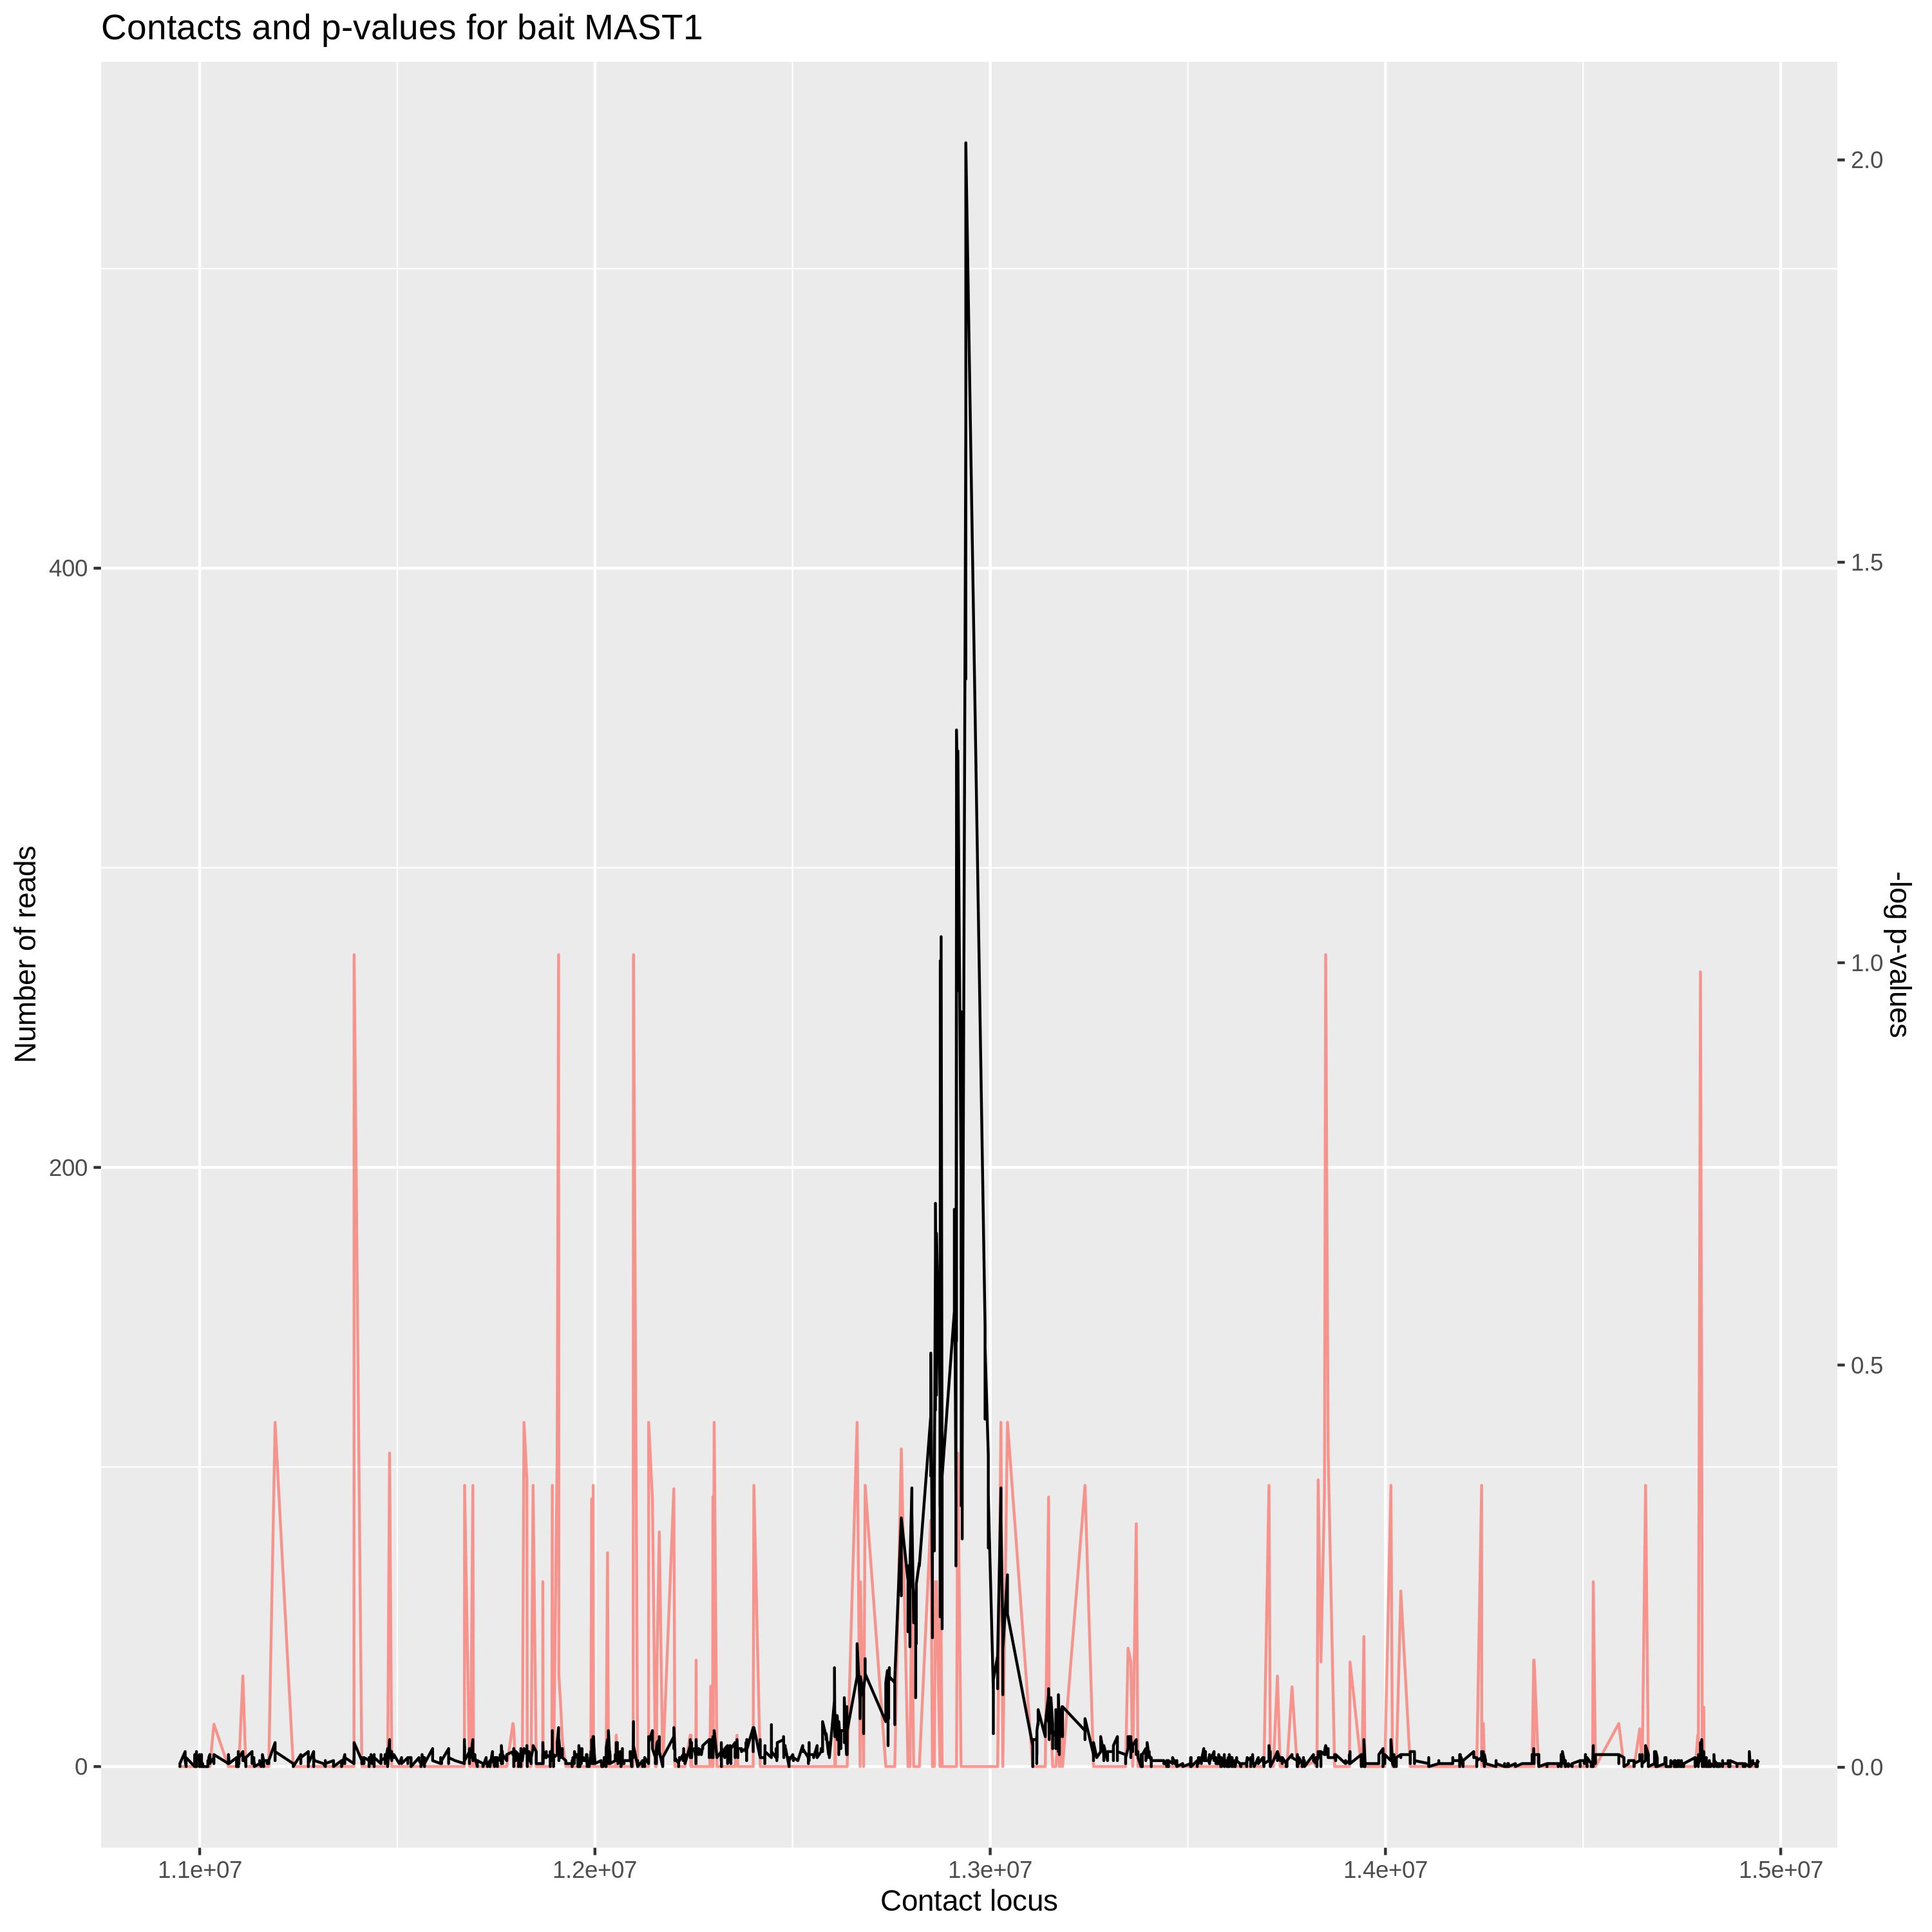 Contacts and p-values for bait MAST1
Number of reads
400
200
0
2.0
1.5
1.0
0.5
0.0
-log p-values
1.1e+07
1.2e+07
1.3e+07
1.4e+07
1.5e+07
Contact locus